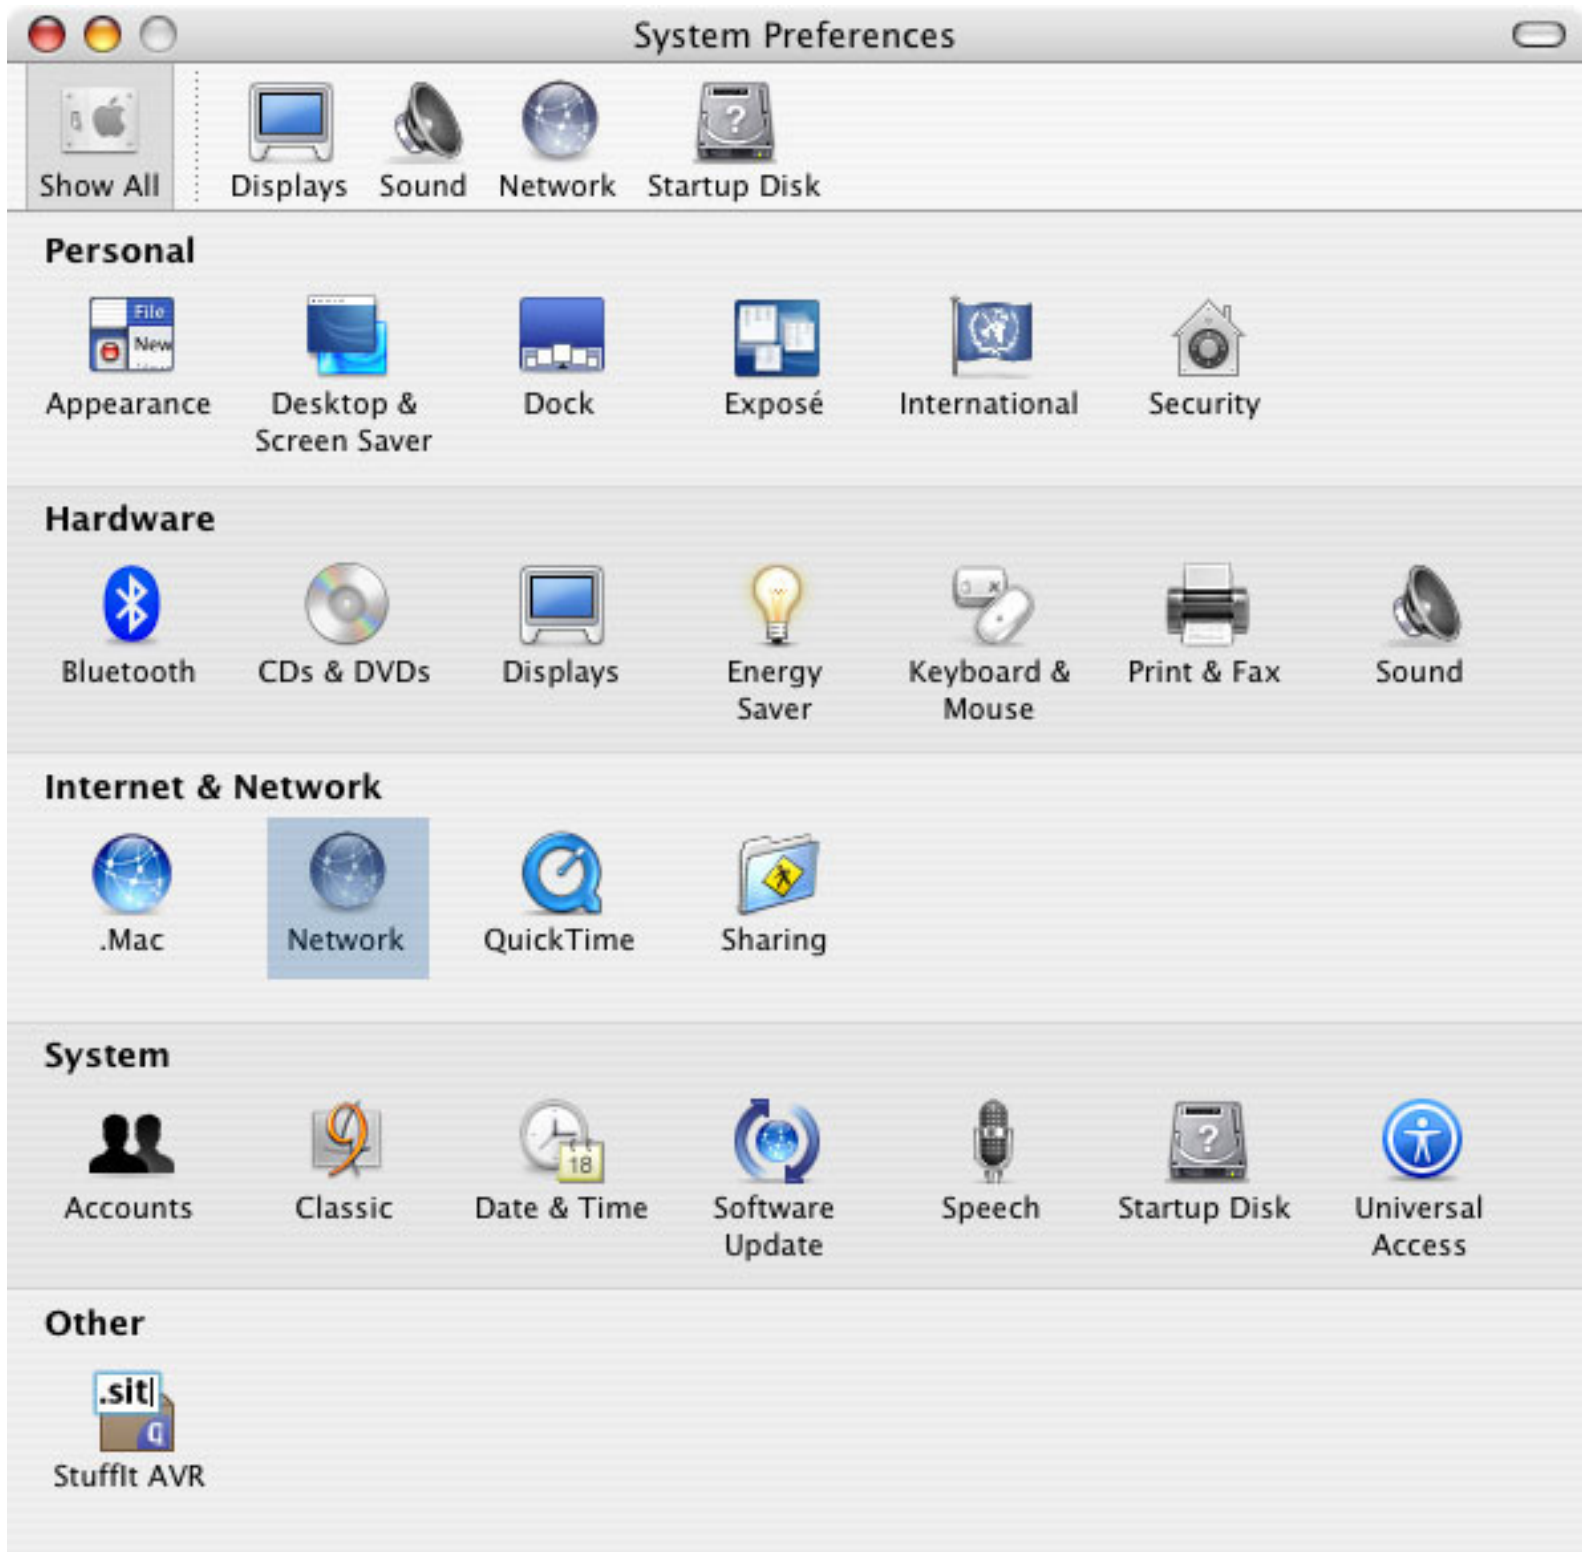 System Preferences
Show All Displays Sound Network Startup Disk
Personal
File
New
Appearance Desktop & Screen Saver Dock Exposé International Security
Hardware
Bluetooth CDs & DVDs Displays Energy Saver Keyboard & Mouse Print & Fax Sound
Internet & Network
.Mac Network QuickTime Sharing
System
9
18
Accounts Classic Date & Time Software Update Speech Startup Disk Universal Access
Other
.sit
StuffIt AVR